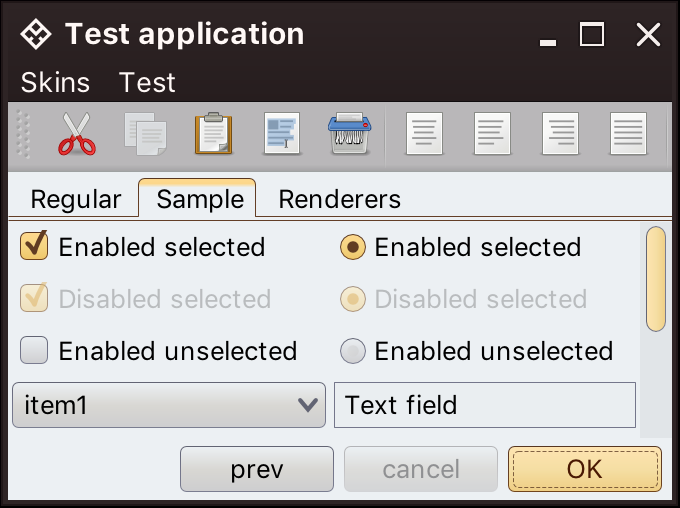 Test application
Skins Test
Regular Sample Renderers
Enabled selected Enabled selected
Disabled selected Disabled selected
Enabled unselected Enabled unselected
item1 Text field
prev cancel OK